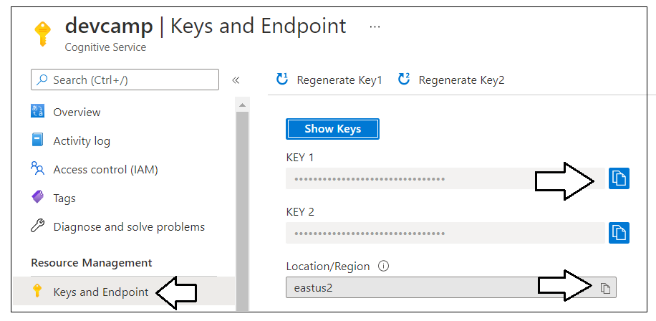 devcamp | Keys and Endpoint ...
Cognitive Service
Search (Ctrl+/)
«
Overview
Activity log
Access control (IAM)
Tags
Diagnose and solve problems
Resource Management
Keys and Endpoint
Regenerate Key1 Regenerate Key2
Show Keys
KEY 1
•••••••••••••••••••••••••••••••
KEY 2
•••••••••••••••••••••••••••••••
Location/Region
eastus2